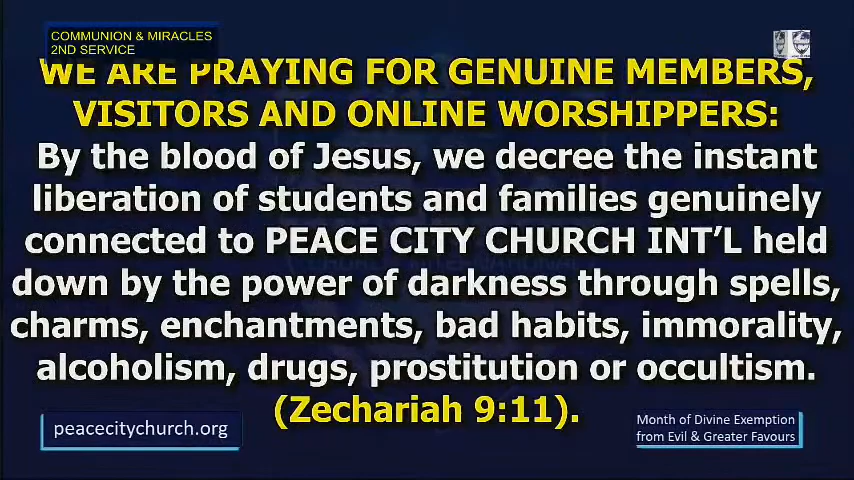 COMMUNION & MIRACLES
2ND SERVICE
WE ARE PRAYING FOR GENUINE MEMBERS,
VISITORS AND ONLINE WORSHIPPERS:
By the blood of Jesus, we decree the instant
liberation of students and families genuinely
connected to PEACE CITY CHURCH INT’L held
down by the power of darkness through spells,
charms, enchantments, bad habits, immorality,
alcoholism, drugs, prostitution or occultism.
(Zechariah 9:11).
peacecitychurch.org
Month of Divine Exemption
from Evil & Greater Favours